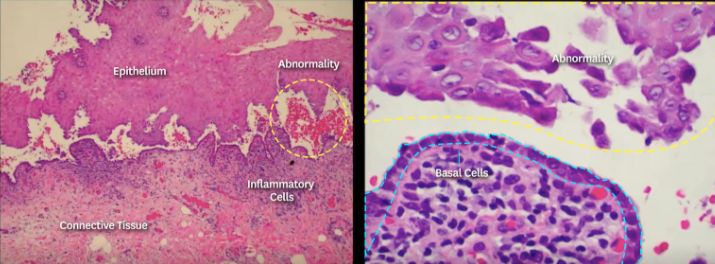 Epithelium
Abnormality
Inflammatory
Cells
Connective Tissue
Abnormality
Basal Cells